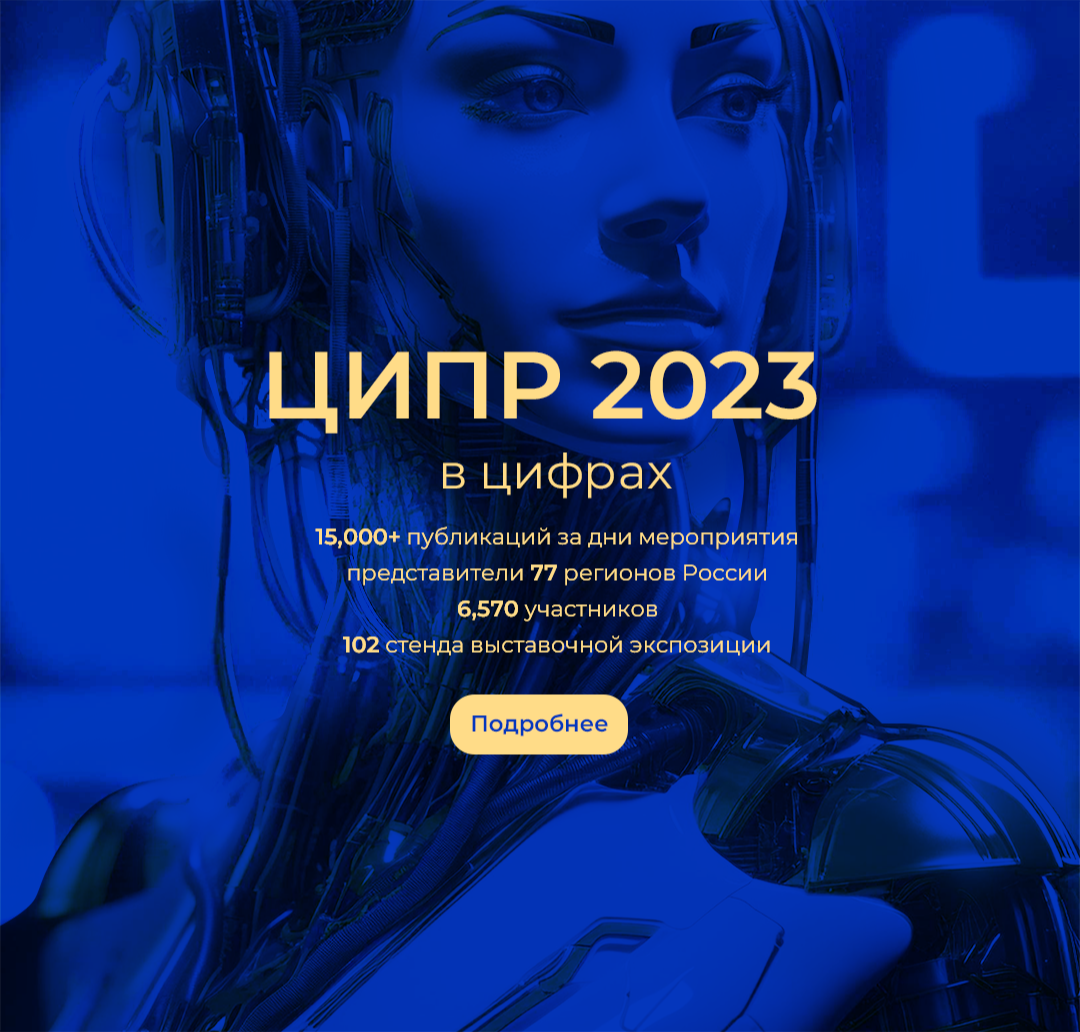 ЦИПР 2023
в цифрах
15,000+ публикаций за дни мероприятия
представители 77 регионов России
6,570 участников
102 стенда выставочной экспозиции
Подробнее